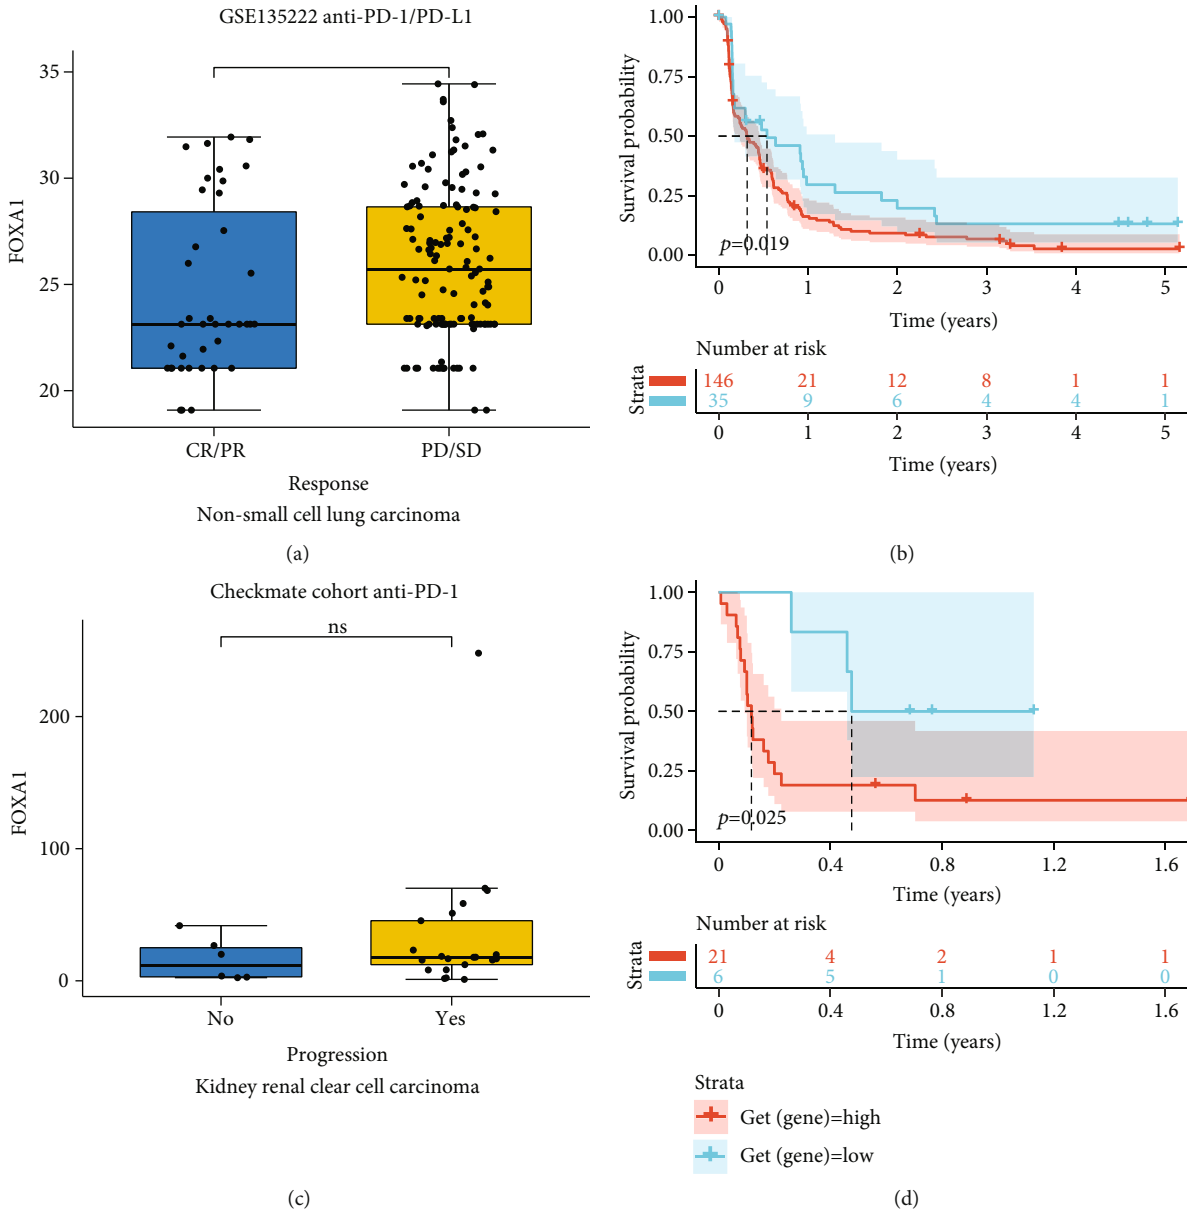 GSE135222 anti-PD-1/PD-L1
FOXA1
35
30
25
20
CR/PR PD/SD
Response
Non-small cell lung carcinoma
(a)
Survival probability
1.00
0.75
0.50
0.25
0.00
p=0.019
0 1 2 3 4 5
Time (years)
Number at risk
Strata
146 21 12 8 1 1
35 9 6 4 4 1
0 1 2 3 4 5
Time (years)
(b)
Checkmate cohort anti-PD-1
ns
FOXA1
200
100
0
No Yes
Progression
Kidney renal clear cell carcinoma
(c)
Survival probability
1.00
0.75
0.50
0.25
0.00
p=0.025
0 0.4 0.8 1.2 1.6
Time (years)
Number at risk
Strata
21 4 2 1 1
6 5 1 0 0
0 0.4 0.8 1.2 1.6
Time (years)
Strata
Get (gene)=high
Get (gene)=low
(d)